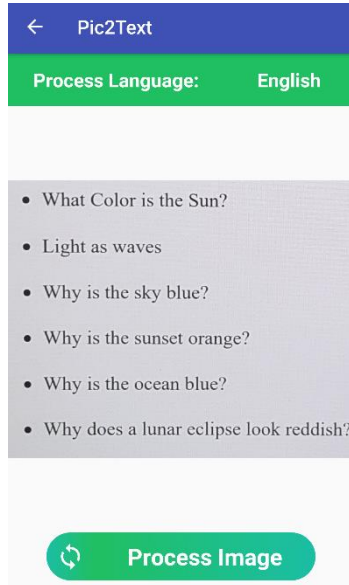 Pic2Text
Process Language: English
• What Color is the Sun?
• Light as waves
• Why is the sky blue?
• Why is the sunset orange?
• Why is the ocean blue?
• Why does a lunar eclipse look reddish?
Process Image